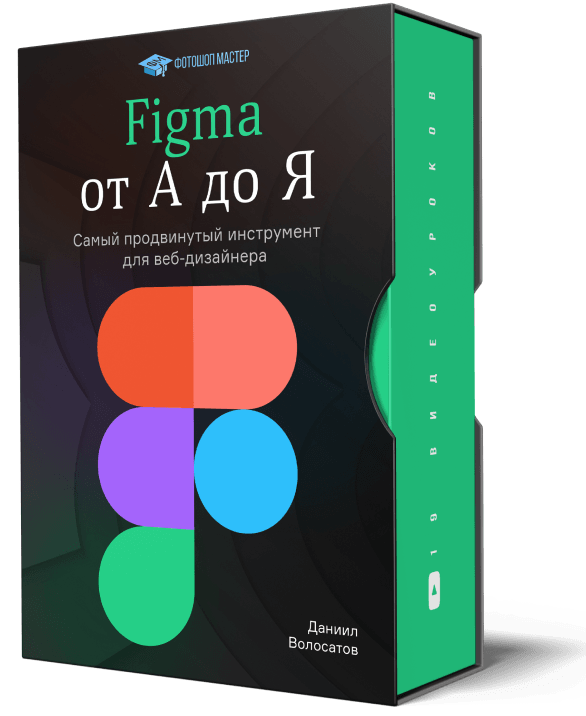 ФОТОШОП МАСТЕР
Figma
от А до Я
Самый продвинутый инструмент
для веб-дизайнера
Даниил
Волосатов
19 ВИДЕОУРОКОВ